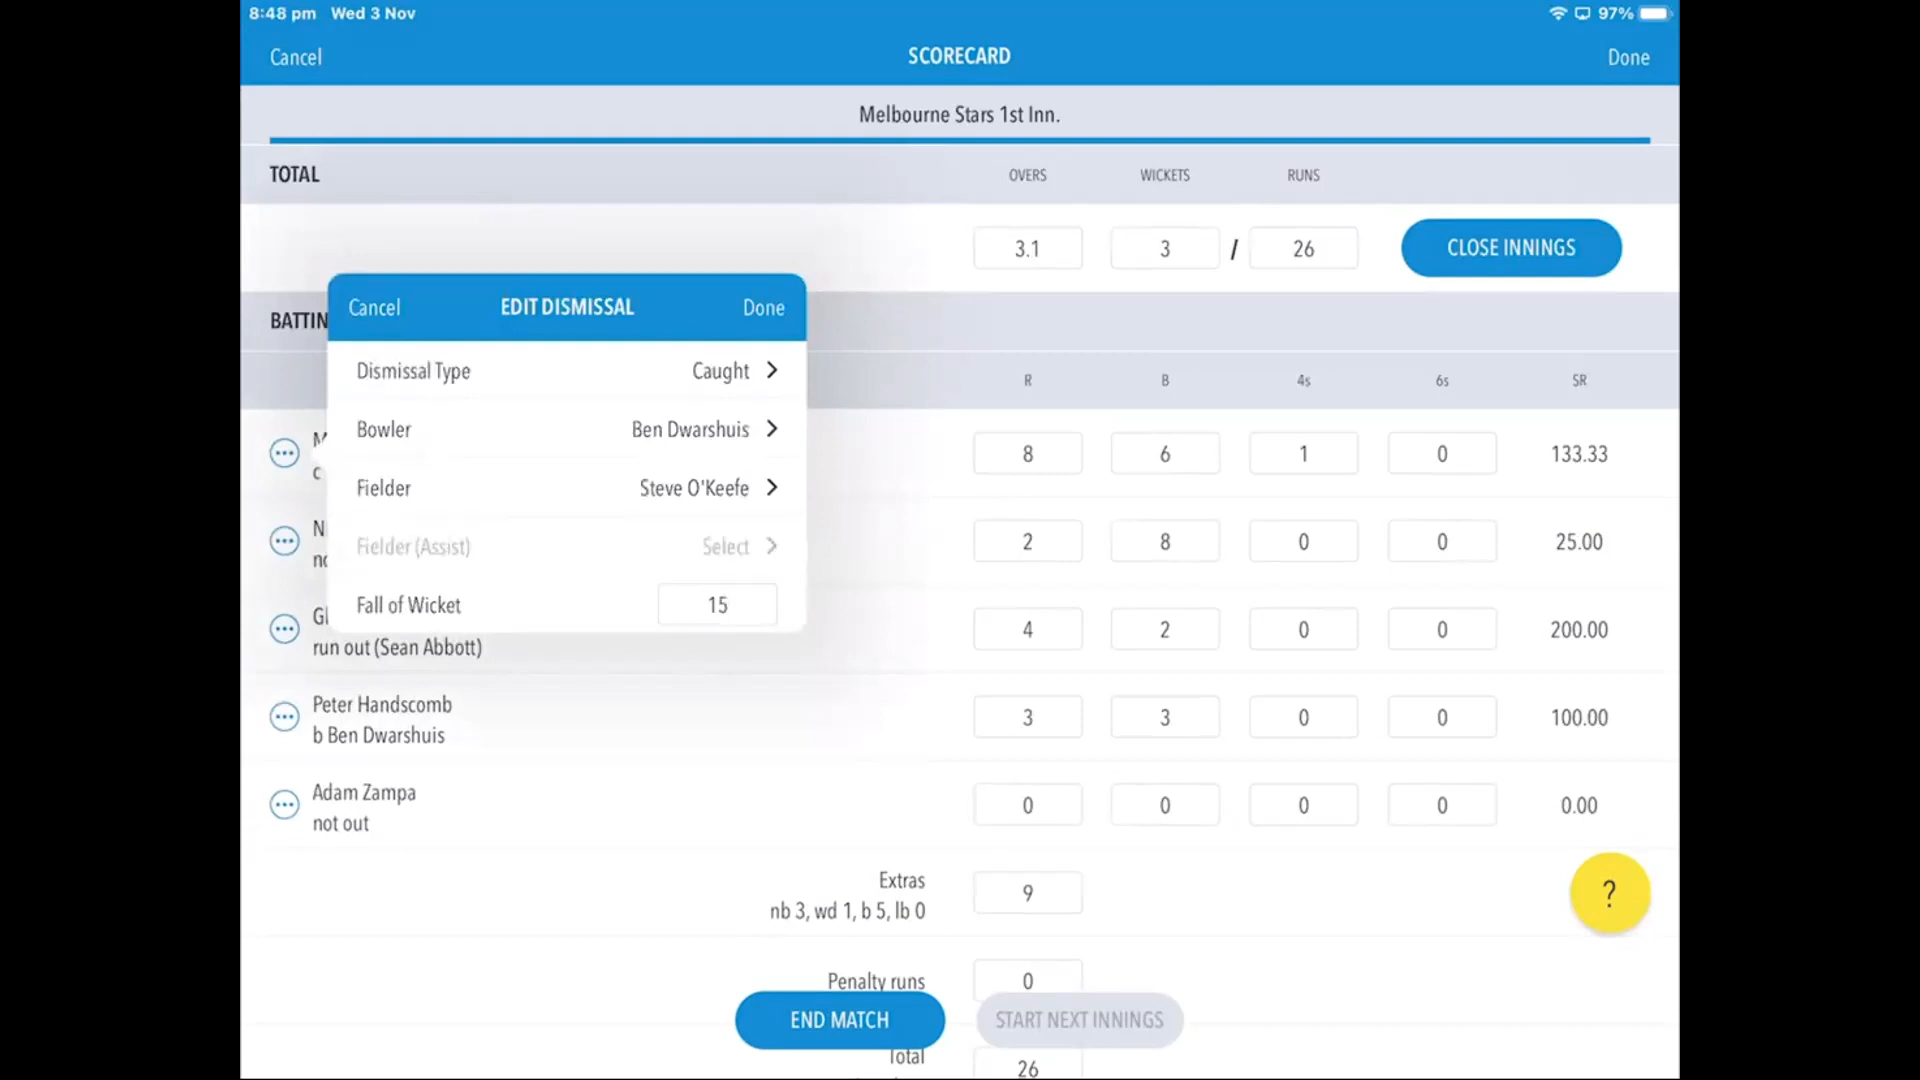 8:48 pm Wed 3 Nov 97%
Cancel SCORECARD Done
Melbourne Stars 1st Inn.
TOTAL OVERS WICKETS RUNS
3.1 3 / 26 CLOSE INNINGS
Cancel EDIT DISMISSAL Done
BATTIN
Dismissal Type Caught
R B 4s 6s SR
Bowler Ben Dwarshuis
M 8 6 1 0 133.33
c
Fielder Steve O'Keefe
N 2 8 0 0 25.00
Fielder (Assist) Select
no
Fall of Wicket 15
Gl 4 2 0 0 200.00
run out (Sean Abbott)
Peter Handscomb 3 3 0 0 100.00
b Ben Dwarshuis
Adam Zampa 0 0 0 0 0.00
not out
Extras 9
nb 3, wd 1, b 5, lb 0
?
Penalty runs 0
END MATCH START NEXT INNINGS
Total 26